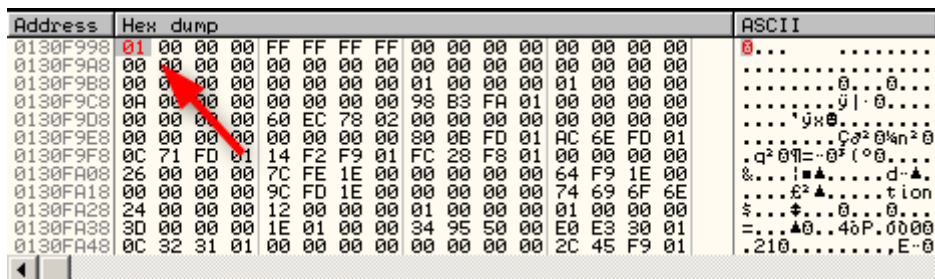 Address Hex dump ASCII
0130F998 01 00 00 00 FF FF FF FF 00 00 00 00 00 00 00 00
0130F9A8 00 00 00 00 00 00 00 00 00 00 00 00 00 00 00 00
0130F9B8 00 00 00 00 00 00 00 00 01 00 00 00 01 00 00 00
0130F9C8 0A 00 00 00 00 00 00 00 98 B3 FA 01 00 00 00 00
0130F9D8 00 00 00 00 60 EC 78 02 00 00 00 00 00 00 00 00
0130F9E8 00 00 00 00 00 00 00 00 80 0B FD 01 AC 6E FD 01
0130F9F8 0C 71 FD 01 14 F2 F9 01 FC 28 F8 01 00 00 00 00
0130FA08 26 00 00 00 7C FE 1E 00 00 00 00 00 64 F9 1E 00
0130FA18 00 00 00 00 9C FD 1E 00 00 00 00 00 74 69 6F 6E tion
0130FA28 24 00 00 00 12 00 00 00 01 00 00 00 01 00 00 00
0130FA38 3D 00 00 00 1E 01 00 00 34 95 50 00 E0 E3 30 01
0130FA48 0C 32 31 01 00 00 00 00 00 00 00 00 2C 45 F9 01